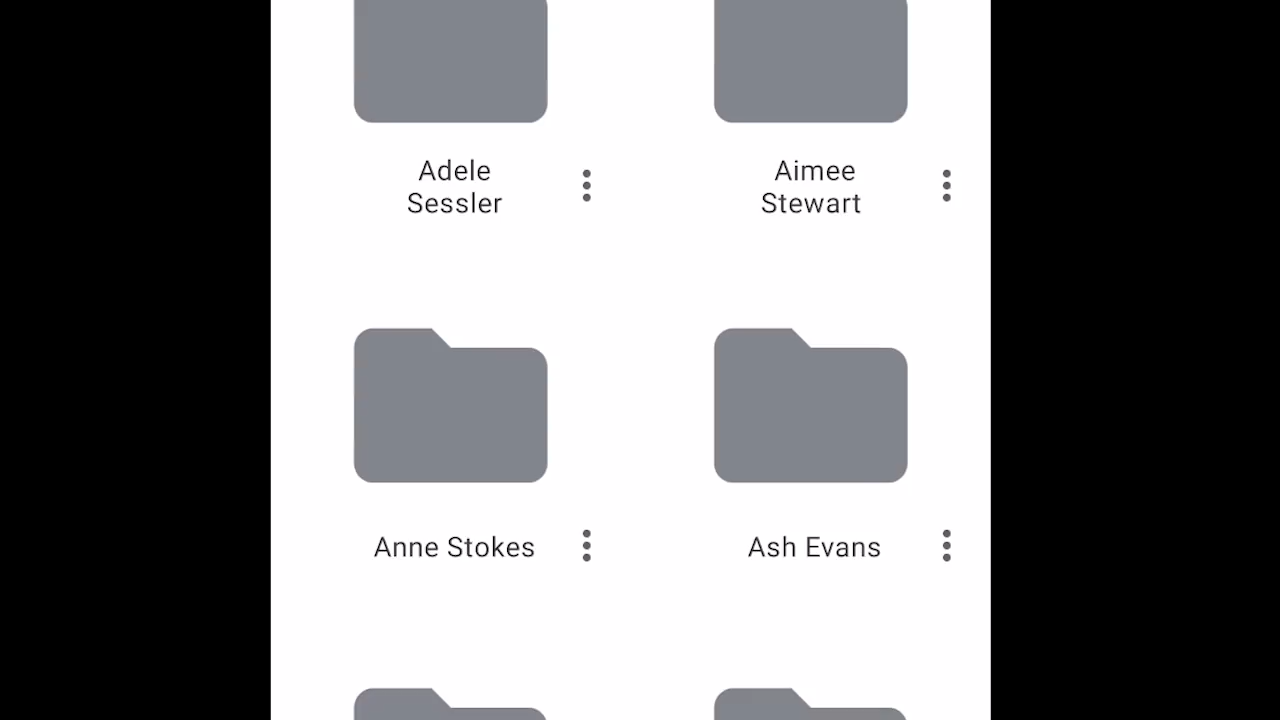 Adele
Sessler
Aimee
Stewart
Anne Stokes
Ash Evans